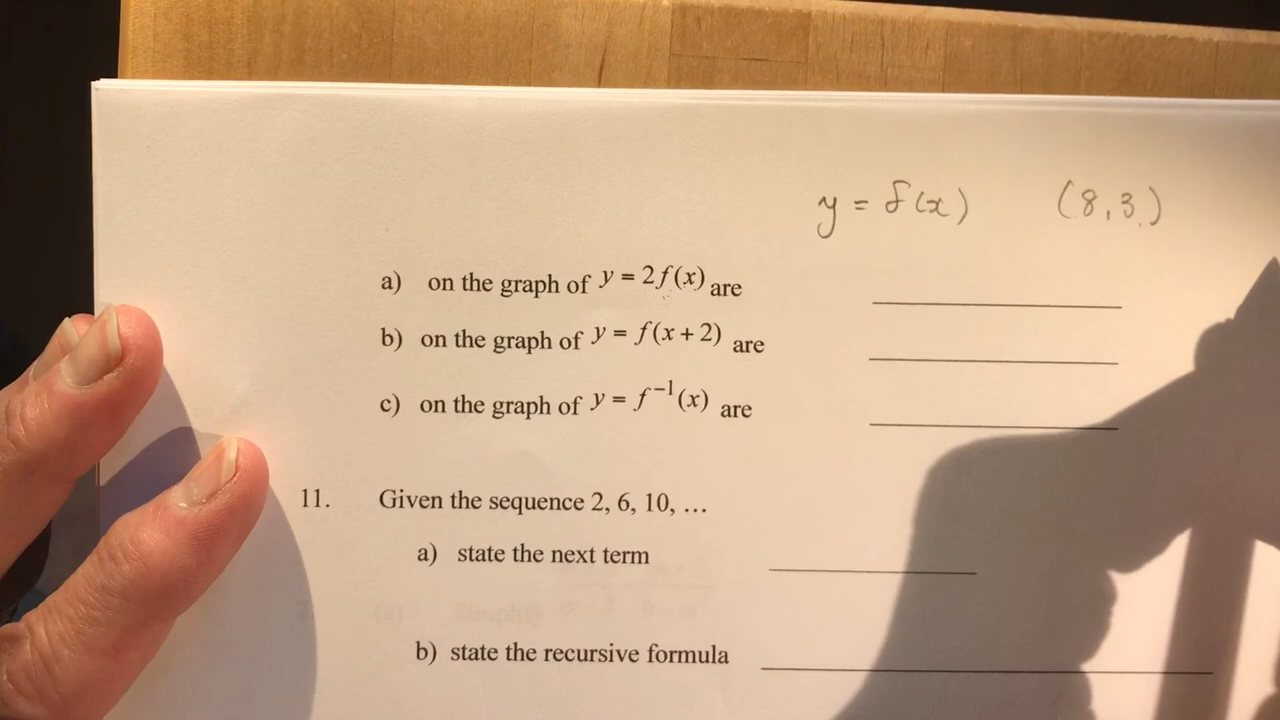 y = f(x) (8,3)
a) on the graph of y = 2f(x) are
b) on the graph of y = f(x+2) are
c) on the graph of y = f⁻¹(x) are
11. Given the sequence 2, 6, 10, …
a) state the next term
b) state the recursive formula